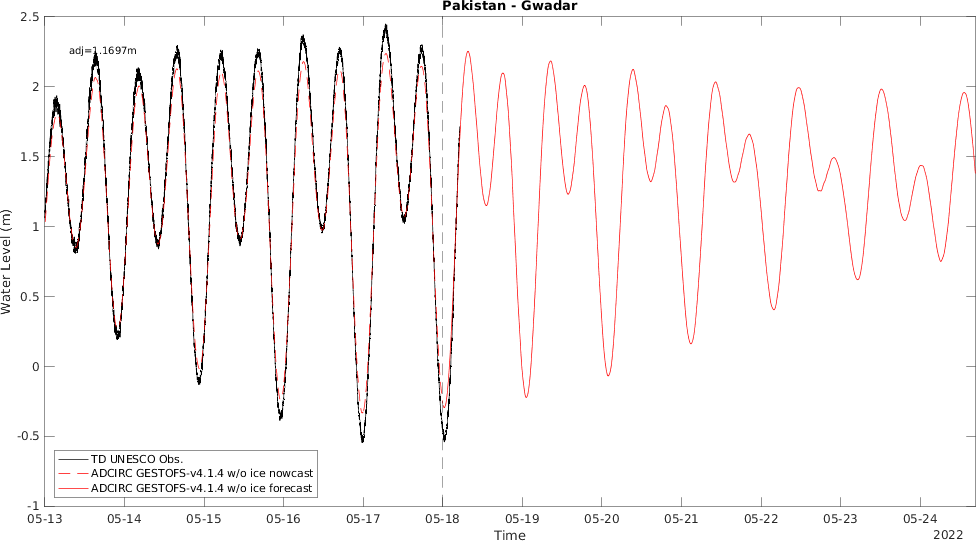 Pakistan - Gwadar
2.5
adj=1.1697m
2
1.5
1
0.5
0
-0.5
-1
Water Level (m)
TD UNESCO Obs.
ADCIRC GESTOFS-v4.1.4 w/o ice nowcast
ADCIRC GESTOFS-v4.1.4 w/o ice forecast
05-13 05-14 05-15 05-16 05-17 05-18 05-19 05-20 05-21 05-22 05-23 05-24
Time
2022